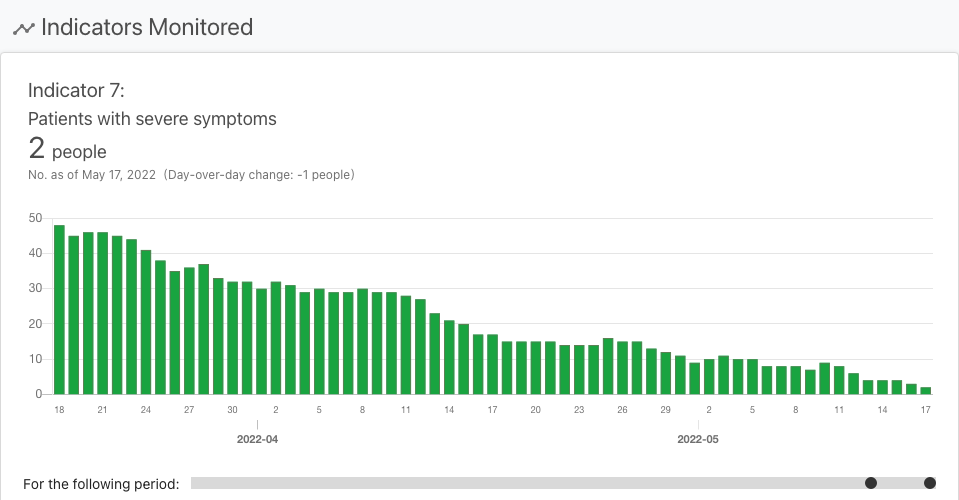 Indicators Monitored
Indicator 7:
Patients with severe symptoms
2 people
No. as of May 17, 2022 (Day-over-day change: -1 people)
50
40
30
20
10
0
18 21 24 27 30 2 5 8 11 14 17 20 23 26 29 2 5 8 11 14 17
2022-04 2022-05
For the following period: